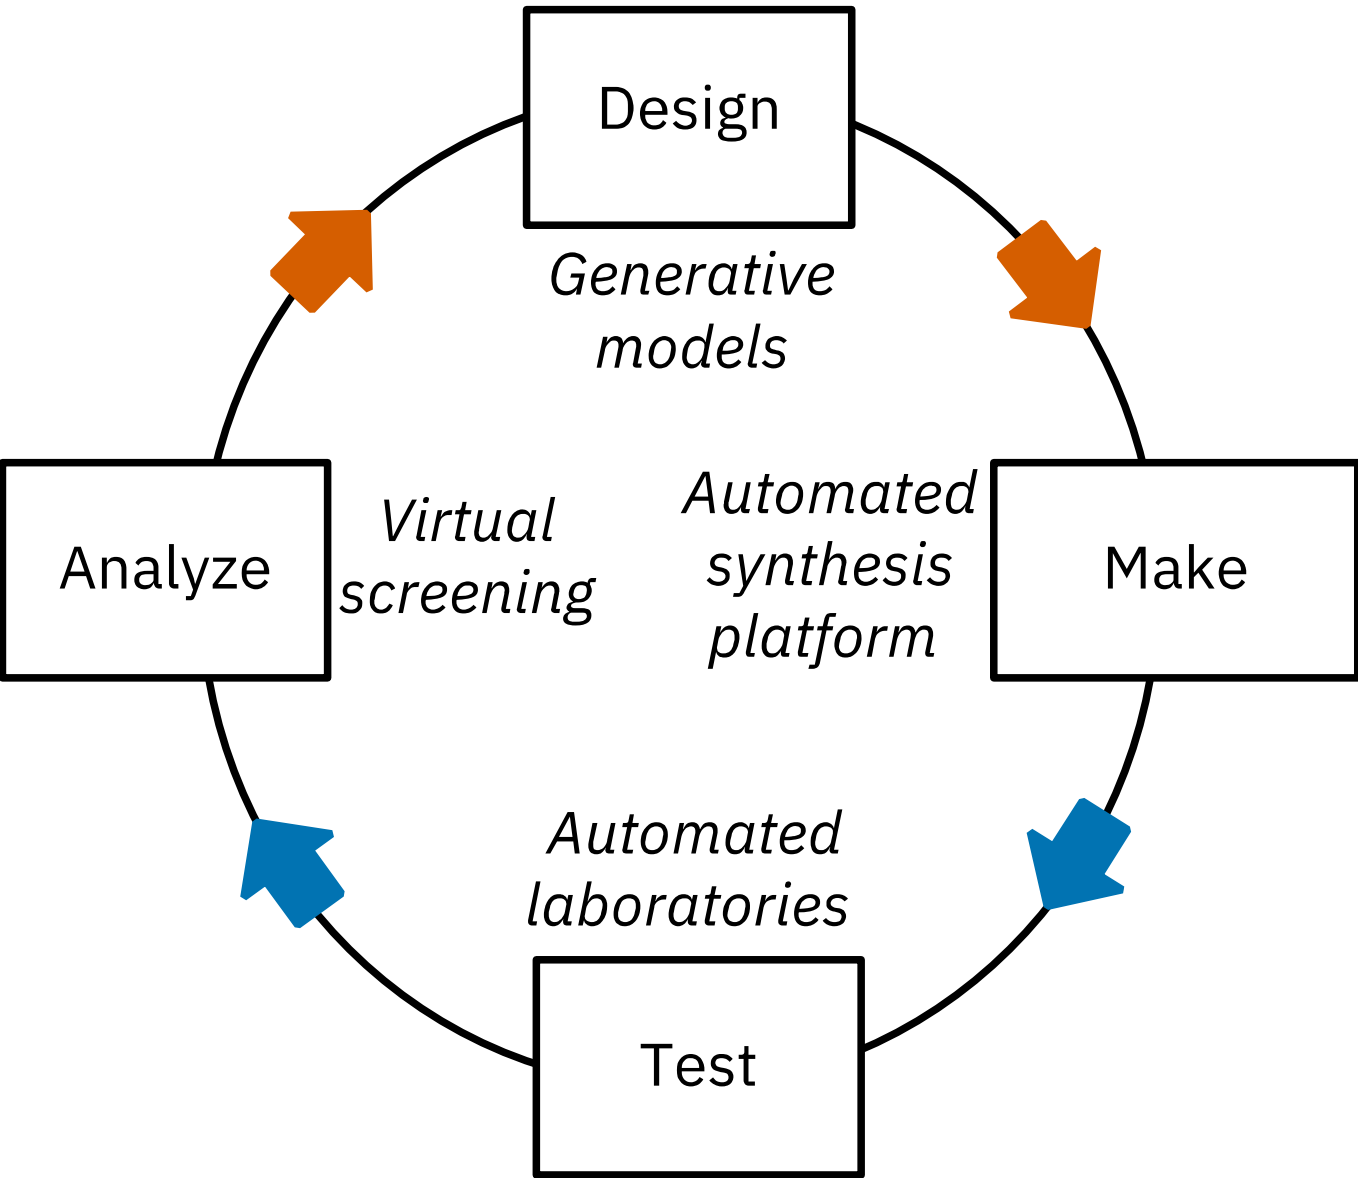 Design
Generative
models
Analyze
Virtual
screening
Automated
synthesis
platform
Make
Automated
laboratories
Test